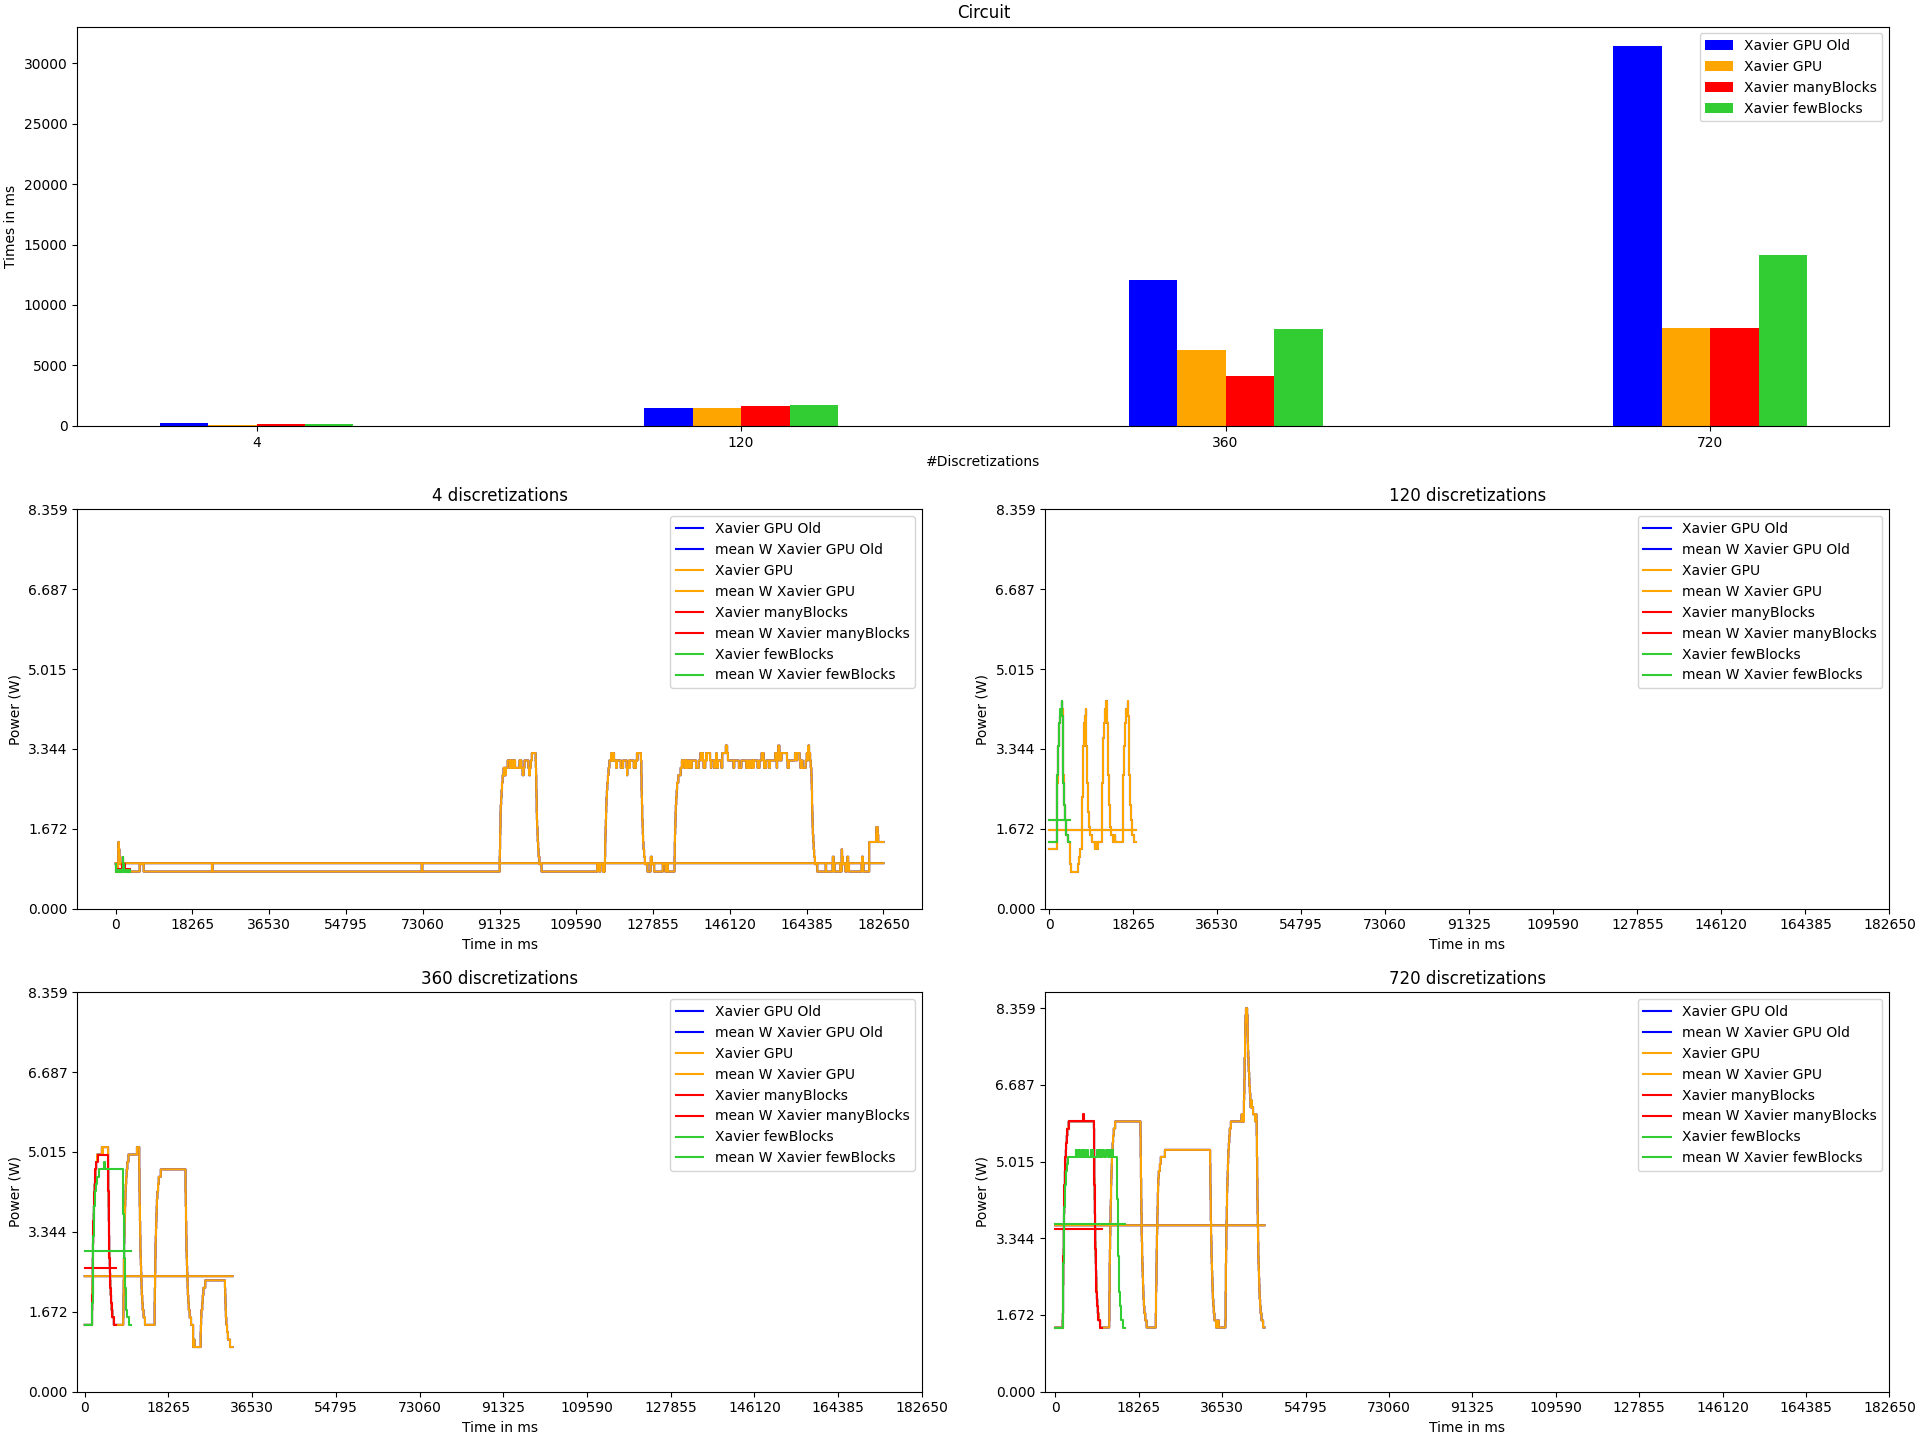 Circuit
Times in ms
30000
25000
20000
15000
10000
5000
0
Xavier GPU Old
Xavier GPU
Xavier manyBlocks
Xavier fewBlocks
4 120 360 720
#Discretizations
4 discretizations
Power (W)
8.359
6.687
5.015
3.344
1.672
0.000
Xavier GPU Old
mean W Xavier GPU Old
Xavier GPU
mean W Xavier GPU
Xavier manyBlocks
mean W Xavier manyBlocks
Xavier fewBlocks
mean W Xavier fewBlocks
0 18265 36530 54795 73060 91325 109590 127855 146120 164385 182650
Time in ms
120 discretizations
Power (W)
8.359
6.687
5.015
3.344
1.672
0.000
Xavier GPU Old
mean W Xavier GPU Old
Xavier GPU
mean W Xavier GPU
Xavier manyBlocks
mean W Xavier manyBlocks
Xavier fewBlocks
mean W Xavier fewBlocks
0 18265 36530 54795 73060 91325 109590 127855 146120 164385 182650
Time in ms
360 discretizations
Power (W)
8.359
6.687
5.015
3.344
1.672
0.000
Xavier GPU Old
mean W Xavier GPU Old
Xavier GPU
mean W Xavier GPU
Xavier manyBlocks
mean W Xavier manyBlocks
Xavier fewBlocks
mean W Xavier fewBlocks
0 18265 36530 54795 73060 91325 109590 127855 146120 164385 182650
Time in ms
720 discretizations
Power (W)
8.359
6.687
5.015
3.344
1.672
0.000
Xavier GPU Old
mean W Xavier GPU Old
Xavier GPU
mean W Xavier GPU
Xavier manyBlocks
mean W Xavier manyBlocks
Xavier fewBlocks
mean W Xavier fewBlocks
0 18265 36530 54795 73060 91325 109590 127855 146120 164385 182650
Time in ms